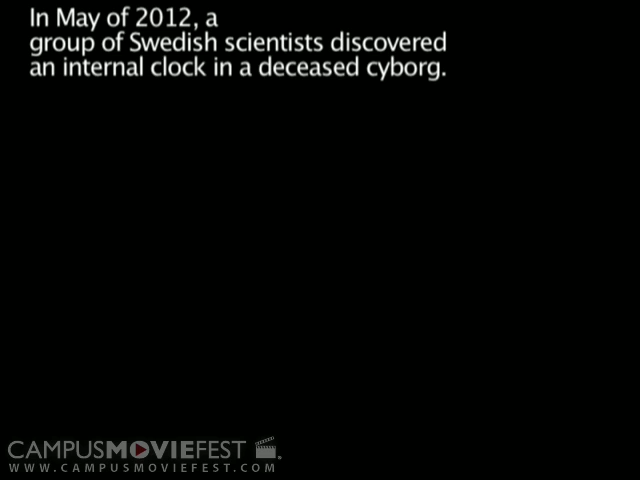 In May of 2012, a
group of Swedish scientists discovered
an internal clock in a deceased cyborg.
CAMPUSMOVIEFEST
WWW.CAMPUSMOVIEFEST.COM